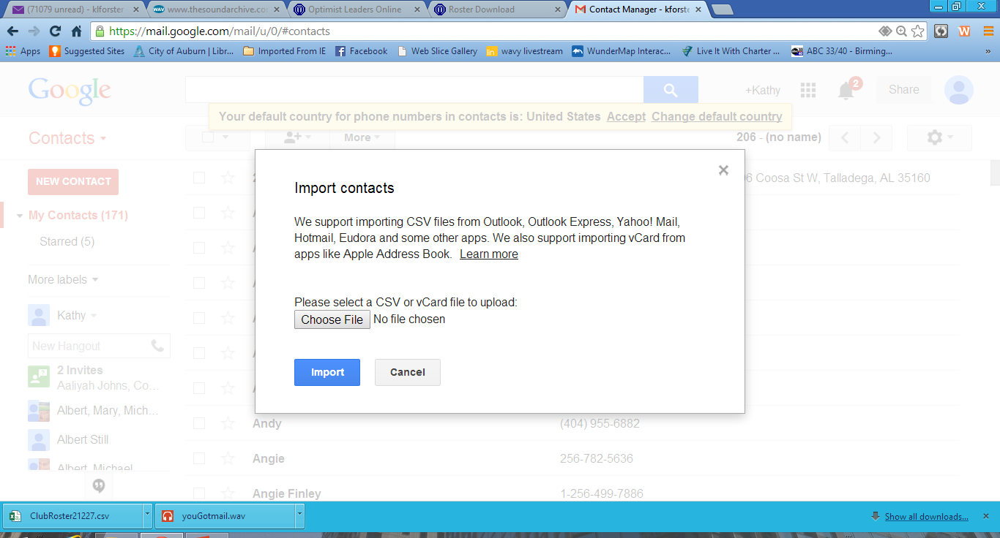 (71079 unread) - klforster
www.thesoundarchive.co
Optimist Leaders Online
Roster Download
Contact Manager - kforste
https://mail.google.com/mail/u/0/#contacts
Apps
Suggested Sites
City of Auburn | Libr...
Imported From IE
Facebook
Web Slice Gallery
wavy livestream
WunderMap Interac...
Live It With Charter ...
ABC 33/40 - Birming...
»
Google
+Kathy
2
Share
Your default country for phone numbers in contacts is: United States Accept Change default country
Contacts
More
206 - (no name)
NEW CONTACT
My Contacts (171)
Starred (5)
More labels
Kathy
New Hangout
2 Invites
Aaliyah Johns, Co...
Albert, Mary, Mich...
Albert Still
Albert, Michael
6 Coosa St W, Talladega, AL 35160
Import contacts
We support importing CSV files from Outlook, Outlook Express, Yahoo! Mail,
Hotmail, Eudora and some other apps. We also support importing vCard from
apps like Apple Address Book. Learn more
Please select a CSV or vCard file to upload:
Choose File No file chosen
Import
Cancel
Andy (404) 955-6882
Angie 256-782-5636
Angie Finley 1-256-499-7886
ClubRoster21227.csv
youGotmail.wav
Show all downloads...